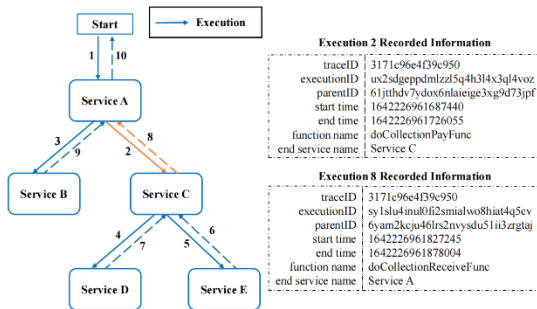 Start
Execution
1
10
Service A
3
9
2
8
Service B
Service C
4
7
5
6
Service D
Service E
Execution 2 Recorded Information
traceID 3171c96e4f39c950
executionID ux2sdgeppdmlzzl5q4h3l4x3ql4voz
parentID 61jtthdv7ydox6nlaieige3xg9d73jpf
start time 1642226961687440
end time 1642226961726055
function name doCollectionPayFunc
end service name Service C
Execution 8 Recorded Information
traceID 3171c96e4f39c950
executionID sy1slu4inul0fi2smialwo8hiat4q5cv
parentID 6yam2kcju46lrs2nvysdu51ii3zrgtaj
start time 1642226961827245
end time 1642226961878004
function name doCollectionReceiveFunc
end service name Service A